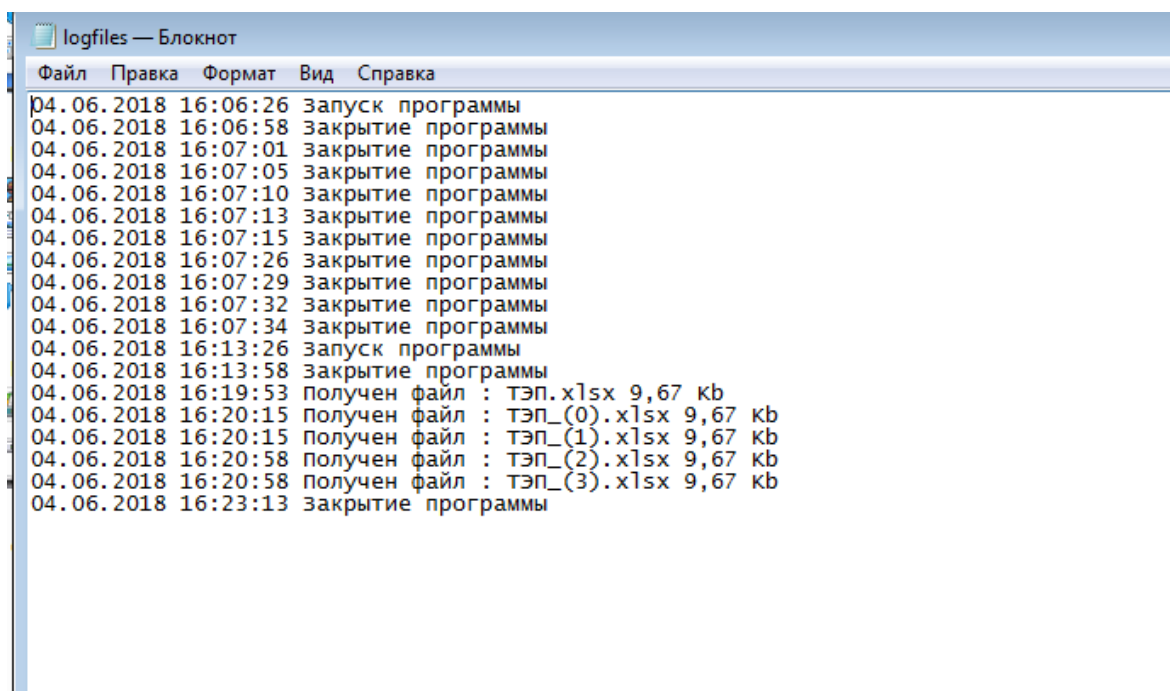 logfiles — Блокнот
Файл Правка Формат Вид Справка
04.06.2018 16:06:26 Запуск программы
04.06.2018 16:06:58 Закрытие программы
04.06.2018 16:07:01 Закрытие программы
04.06.2018 16:07:05 Закрытие программы
04.06.2018 16:07:10 Закрытие программы
04.06.2018 16:07:13 Закрытие программы
04.06.2018 16:07:15 Закрытие программы
04.06.2018 16:07:26 Закрытие программы
04.06.2018 16:07:29 Закрытие программы
04.06.2018 16:07:32 Закрытие программы
04.06.2018 16:07:34 Закрытие программы
04.06.2018 16:13:26 Запуск программы
04.06.2018 16:13:58 Закрытие программы
04.06.2018 16:19:53 Получен файл : ТЭП.xlsx 9,67 Kb
04.06.2018 16:20:15 Получен файл : ТЭП_(0).xlsx 9,67 Kb
04.06.2018 16:20:15 Получен файл : ТЭП_(1).xlsx 9,67 Kb
04.06.2018 16:20:58 Получен файл : ТЭП_(2).xlsx 9,67 Kb
04.06.2018 16:20:58 Получен файл : ТЭП_(3).xlsx 9,67 Kb
04.06.2018 16:23:13 Закрытие программы